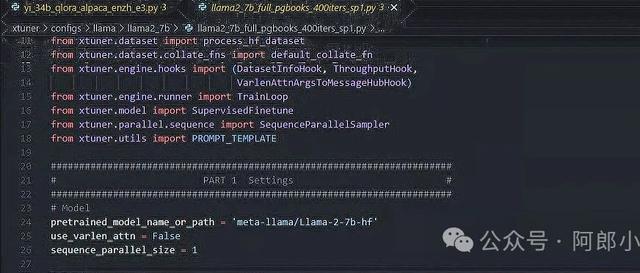 yi_34b_qlora_alpaca_enzh_e3.py 3
llama2_7b_full_pgbooks_400iters_sp1.py 3 ×
xtuner > configs > llama > llama2_7b > llama2_7b_full_pgbooks_400iters_sp1.py > ...
11 from xtuner.dataset import process_hf_dataset
12 from xtuner.dataset.collate_fns import default_collate_fn
13 from xtuner.engine.hooks import (DatasetInfoHook, ThroughputHook,
14 VarlenAttnArgsToMessageHubHook)
15 from xtuner.engine.runner import TrainLoop
16 from xtuner.model import SupervisedFinetune
17 from xtuner.parallel.sequence import SequenceParallelSampler
18 from xtuner.utils import PROMPT_TEMPLATE
19
20 #######################################################################
21 # PART 1 Settings #
22 #######################################################################
23 # Model
24 pretrained_model_name_or_path = 'meta-llama/Llama-2-7b-hf'
25 use_varlen_attn = False
26 sequence_parallel_size = 1
公众号 · 阿郎小